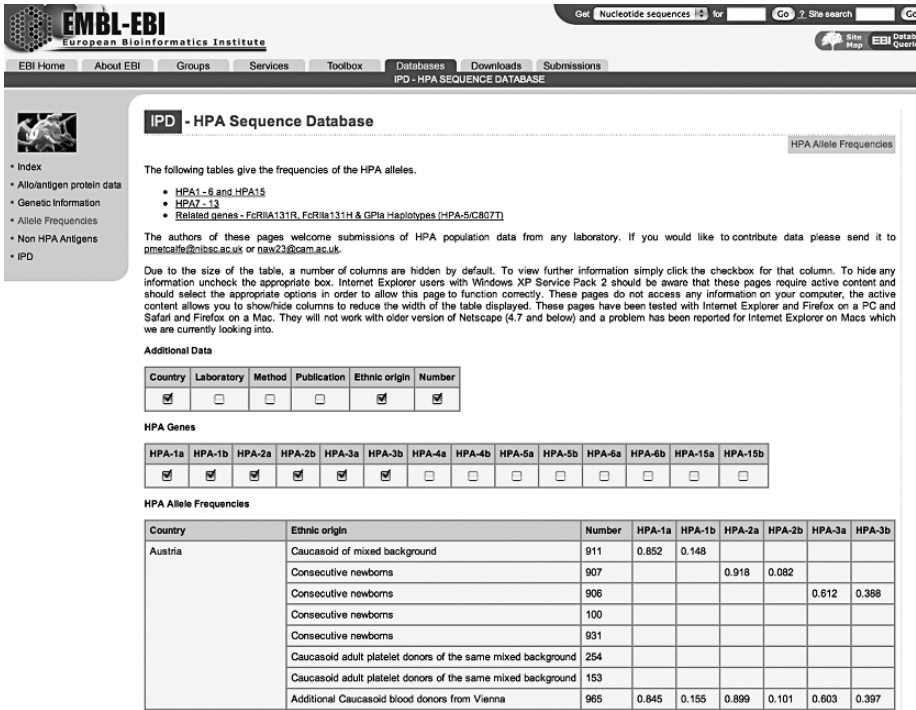 Get Nucleotide sequences for Go ? Site search Go
EMBL-EBI
European Bioinformatics Institute
Site Map EBI
EBI Home About EBI Groups Services Toolbox Databases Downloads Submissions
IPD - HPA SEQUENCE DATABASE
IPD - HPA Sequence Database
HPA Allele Frequencies
• Index
• Allo/antigen protein data
• Genetic Information
• Allele Frequencies
• Non HPA Antigens
• IPD
The following tables give the frequencies of the HPA alleles.
• HPA1 - 6 and HPA15
• HPA7 - 13
• Related genes - FcRIIA131R, FcRIIa131H & GPIa Haplotypes (HPA-5/C807T)
The authors of these pages welcome submissions of HPA population data from any laboratory. If you would like to contribute data please send it to
pmetcalfe@nibsc.ac.uk or naw23@cam.ac.uk.
Due to the size of the table, a number of columns are hidden by default. To view further information simply click the checkbox for that column. To hide any
information uncheck the appropriate box. Internet Explorer users with Windows XP Service Pack 2 should be aware that these pages require active content and
should select the appropriate options in order to allow this page to function correctly. These pages do not access any information on your computer, the active
content allows you to show/hide columns to reduce the width of the table displayed. These pages have been tested with Internet Explorer and Firefox on a PC and
Safari and Firefox on a Mac. They will not work with older version of Netscape (4.7 and below) and a problem has been reported for Internet Explorer on Macs which
we are currently looking into.
Additional Data
Country Laboratory Method Publication Ethnic origin Number
HPA Genes
HPA-1a HPA-1b HPA-2a HPA-2b HPA-3a HPA-3b HPA-4a HPA-4b HPA-5a HPA-5b HPA-6a HPA-6b HPA-15a HPA-15b
HPA Allele Frequencies
Country Ethnic origin Number HPA-1a HPA-1b HPA-2a HPA-2b HPA-3a HPA-3b
Austria Caucasoid of mixed background 911 0.852 0.148
Consecutive newborns 907 0.918 0.082
Consecutive newborns 906 0.612 0.388
Consecutive newborns 100
Consecutive newborns 931
Caucasoid adult platelet donors of the same mixed background 254
Caucasoid adult platelet donors of the same mixed background 153
Additional Caucasoid blood donors from Vienna 965 0.845 0.155 0.899 0.101 0.603 0.397